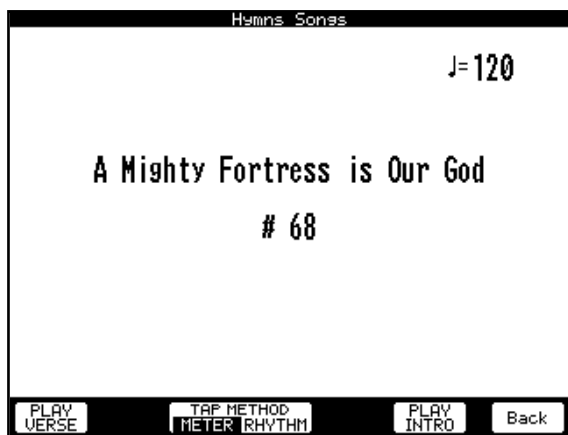 Hymns Songs
♩=120
A Mighty Fortress is Our God
# 68
PLAY VERSE
TAP METHOD
METER RHYTHM
PLAY INTRO
Back